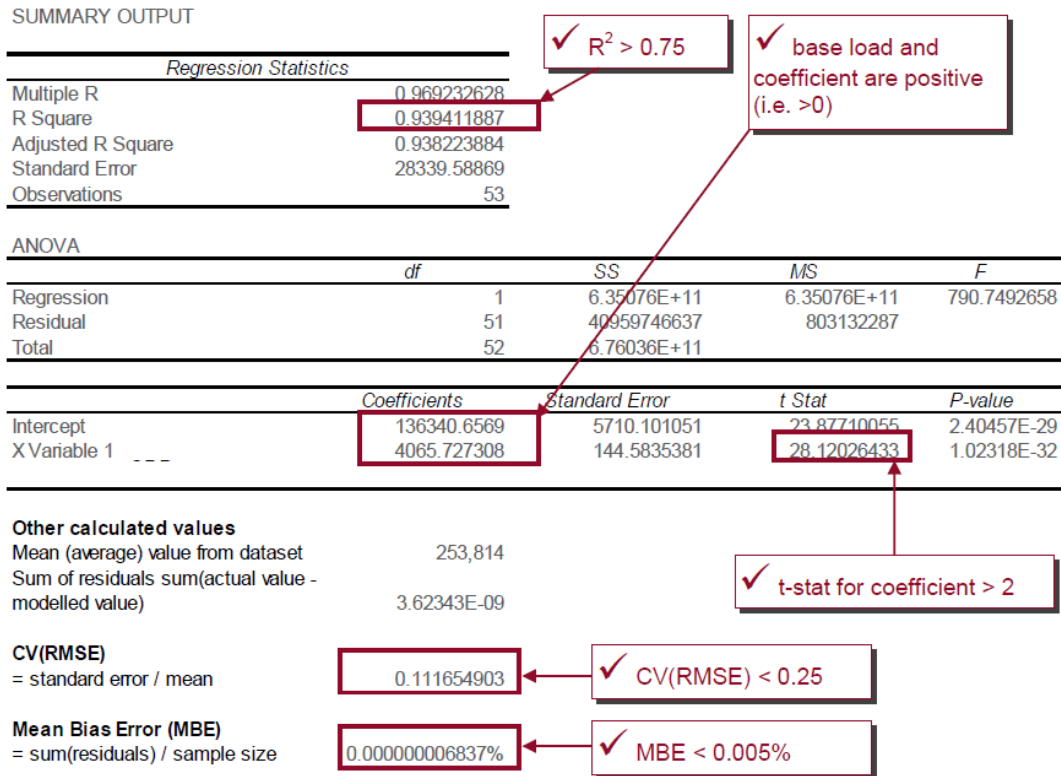 SUMMARY OUTPUT
✓ R² > 0.75
✓ base load and
coefficient are positive
(i.e. >0)
Regression Statistics
Multiple R 0.969232628
R Square 0.939411887
Adjusted R Square 0.938223884
Standard Error 28339.58869
Observations 53
ANOVA
df SS MS F
Regression 1 6.35076E+11 6.35076E+11 790.7492658
Residual 51 40959746637 803132287
Total 52 6.76036E+11
Coefficients Standard Error t Stat P-value
Intercept 136340.6569 5710.101051 23.87710055 2.40457E-29
X Variable 1 _ _ _ 4065.727308 144.5835381 28.12026433 1.02318E-32
Other calculated values
Mean (average) value from dataset 253,814
Sum of residuals sum(actual value -
modelled value) 3.62343E-09
✓ t-stat for coefficient > 2
CV(RMSE)
= standard error / mean 0.111654903
✓ CV(RMSE) < 0.25
Mean Bias Error (MBE)
= sum(residuals) / sample size 0.000000006837%
✓ MBE < 0.005%